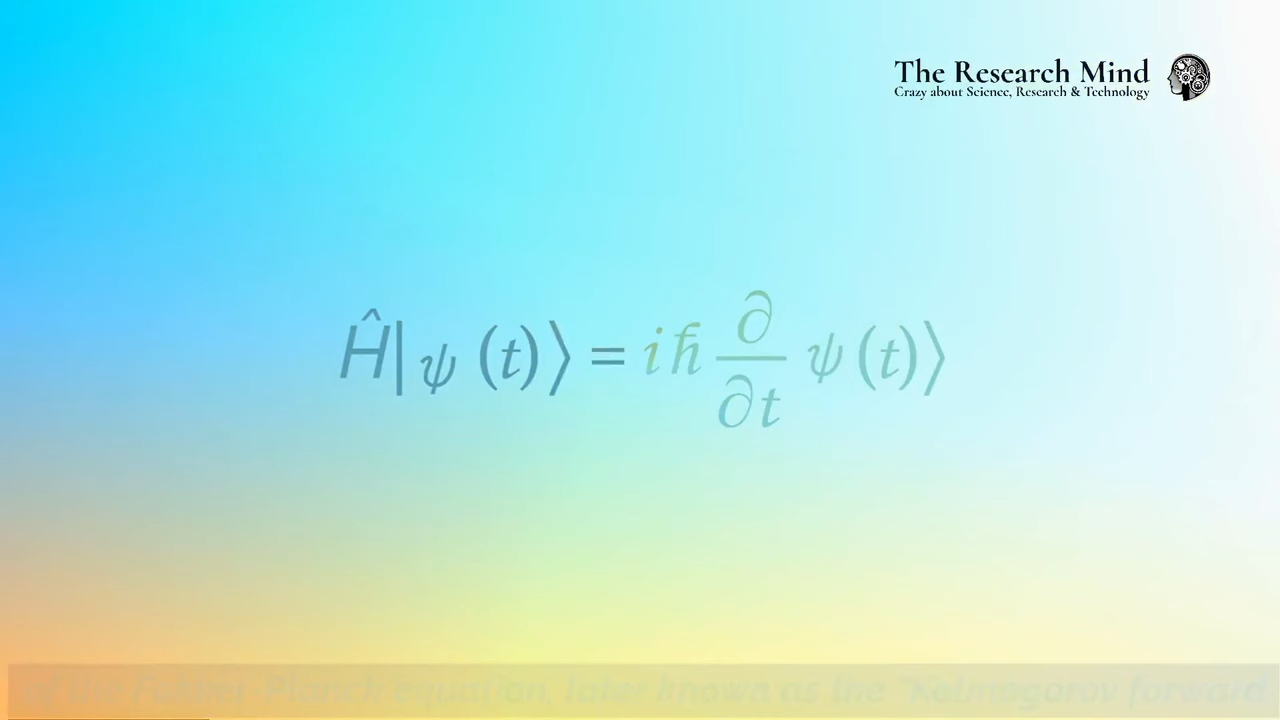 The Research Mind
Crazy about Science, Research & Technology
Ĥ| ψ (t)⟩ = iħ ∂/∂t ψ(t)⟩
of the Fokker-Planck equation, later known as the "Kolmogorov forward